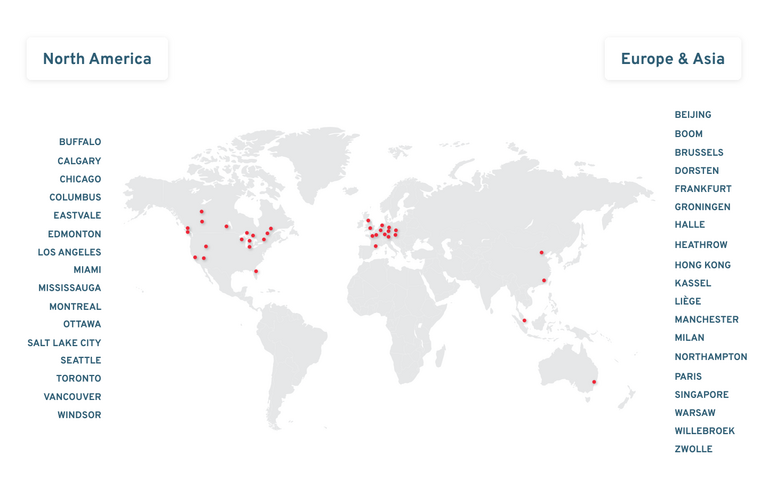 North America
Europe & Asia
BUFFALO
CALGARY
CHICAGO
COLUMBUS
EASTVALE
EDMONTON
LOS ANGELES
MIAMI
MISSISSAUGA
MONTREAL
OTTAWA
SALT LAKE CITY
SEATTLE
TORONTO
VANCOUVER
WINDSOR
BEIJING
BOOM
BRUSSELS
DORSTEN
FRANKFURT
GRONINGEN
HALLE
HEATHROW
HONG KONG
KASSEL
LIÈGE
MANCHESTER
MILAN
NORTHAMPTON
PARIS
SINGAPORE
WARSAW
WILLEBROEK
ZWOLLE